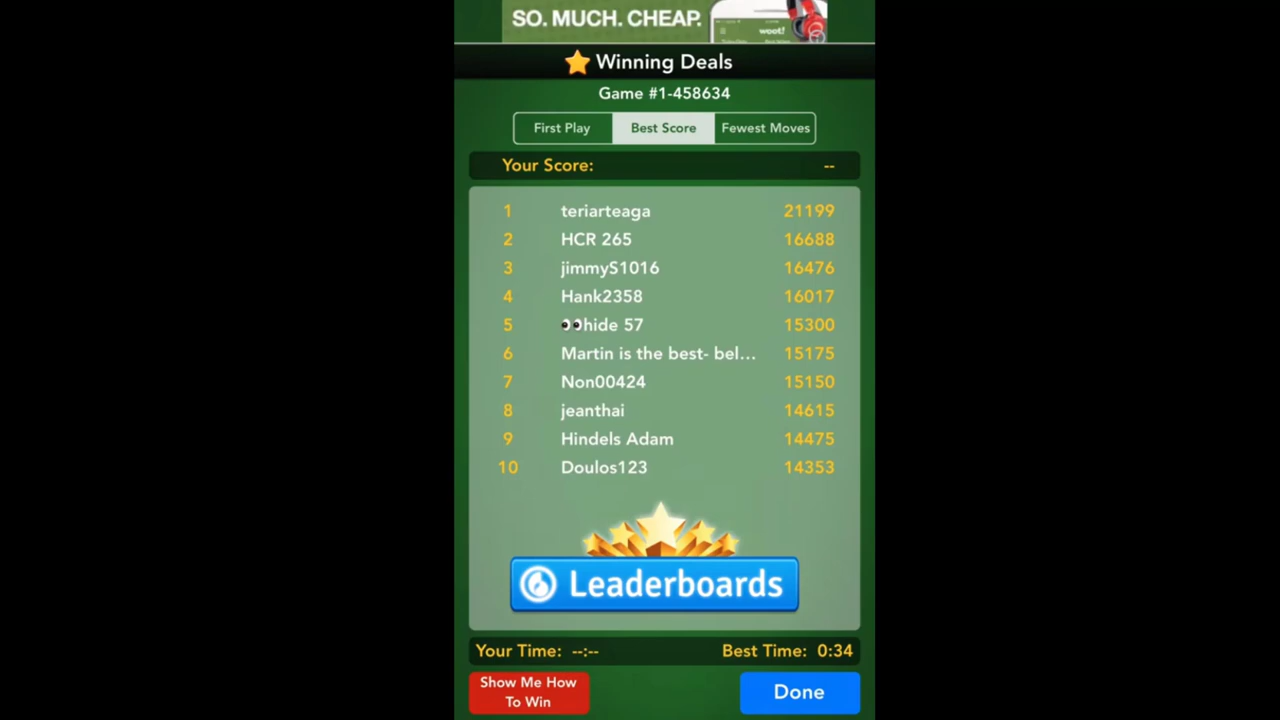 SO. MUCH. CHEAP.
woot!
Winning Deals
Game #1-458634
First Play Best Score Fewest Moves
Your Score: --
1 teriarteaga 21199
2 HCR 265 16688
3 jimmyS1016 16476
4 Hank2358 16017
5 👀hide 57 15300
6 Martin is the best- bel... 15175
7 Non00424 15150
8 jeanthai 14615
9 Hindels Adam 14475
10 Doulos123 14353
Leaderboards
Your Time: --:-- Best Time: 0:34
Show Me How
To Win
Done